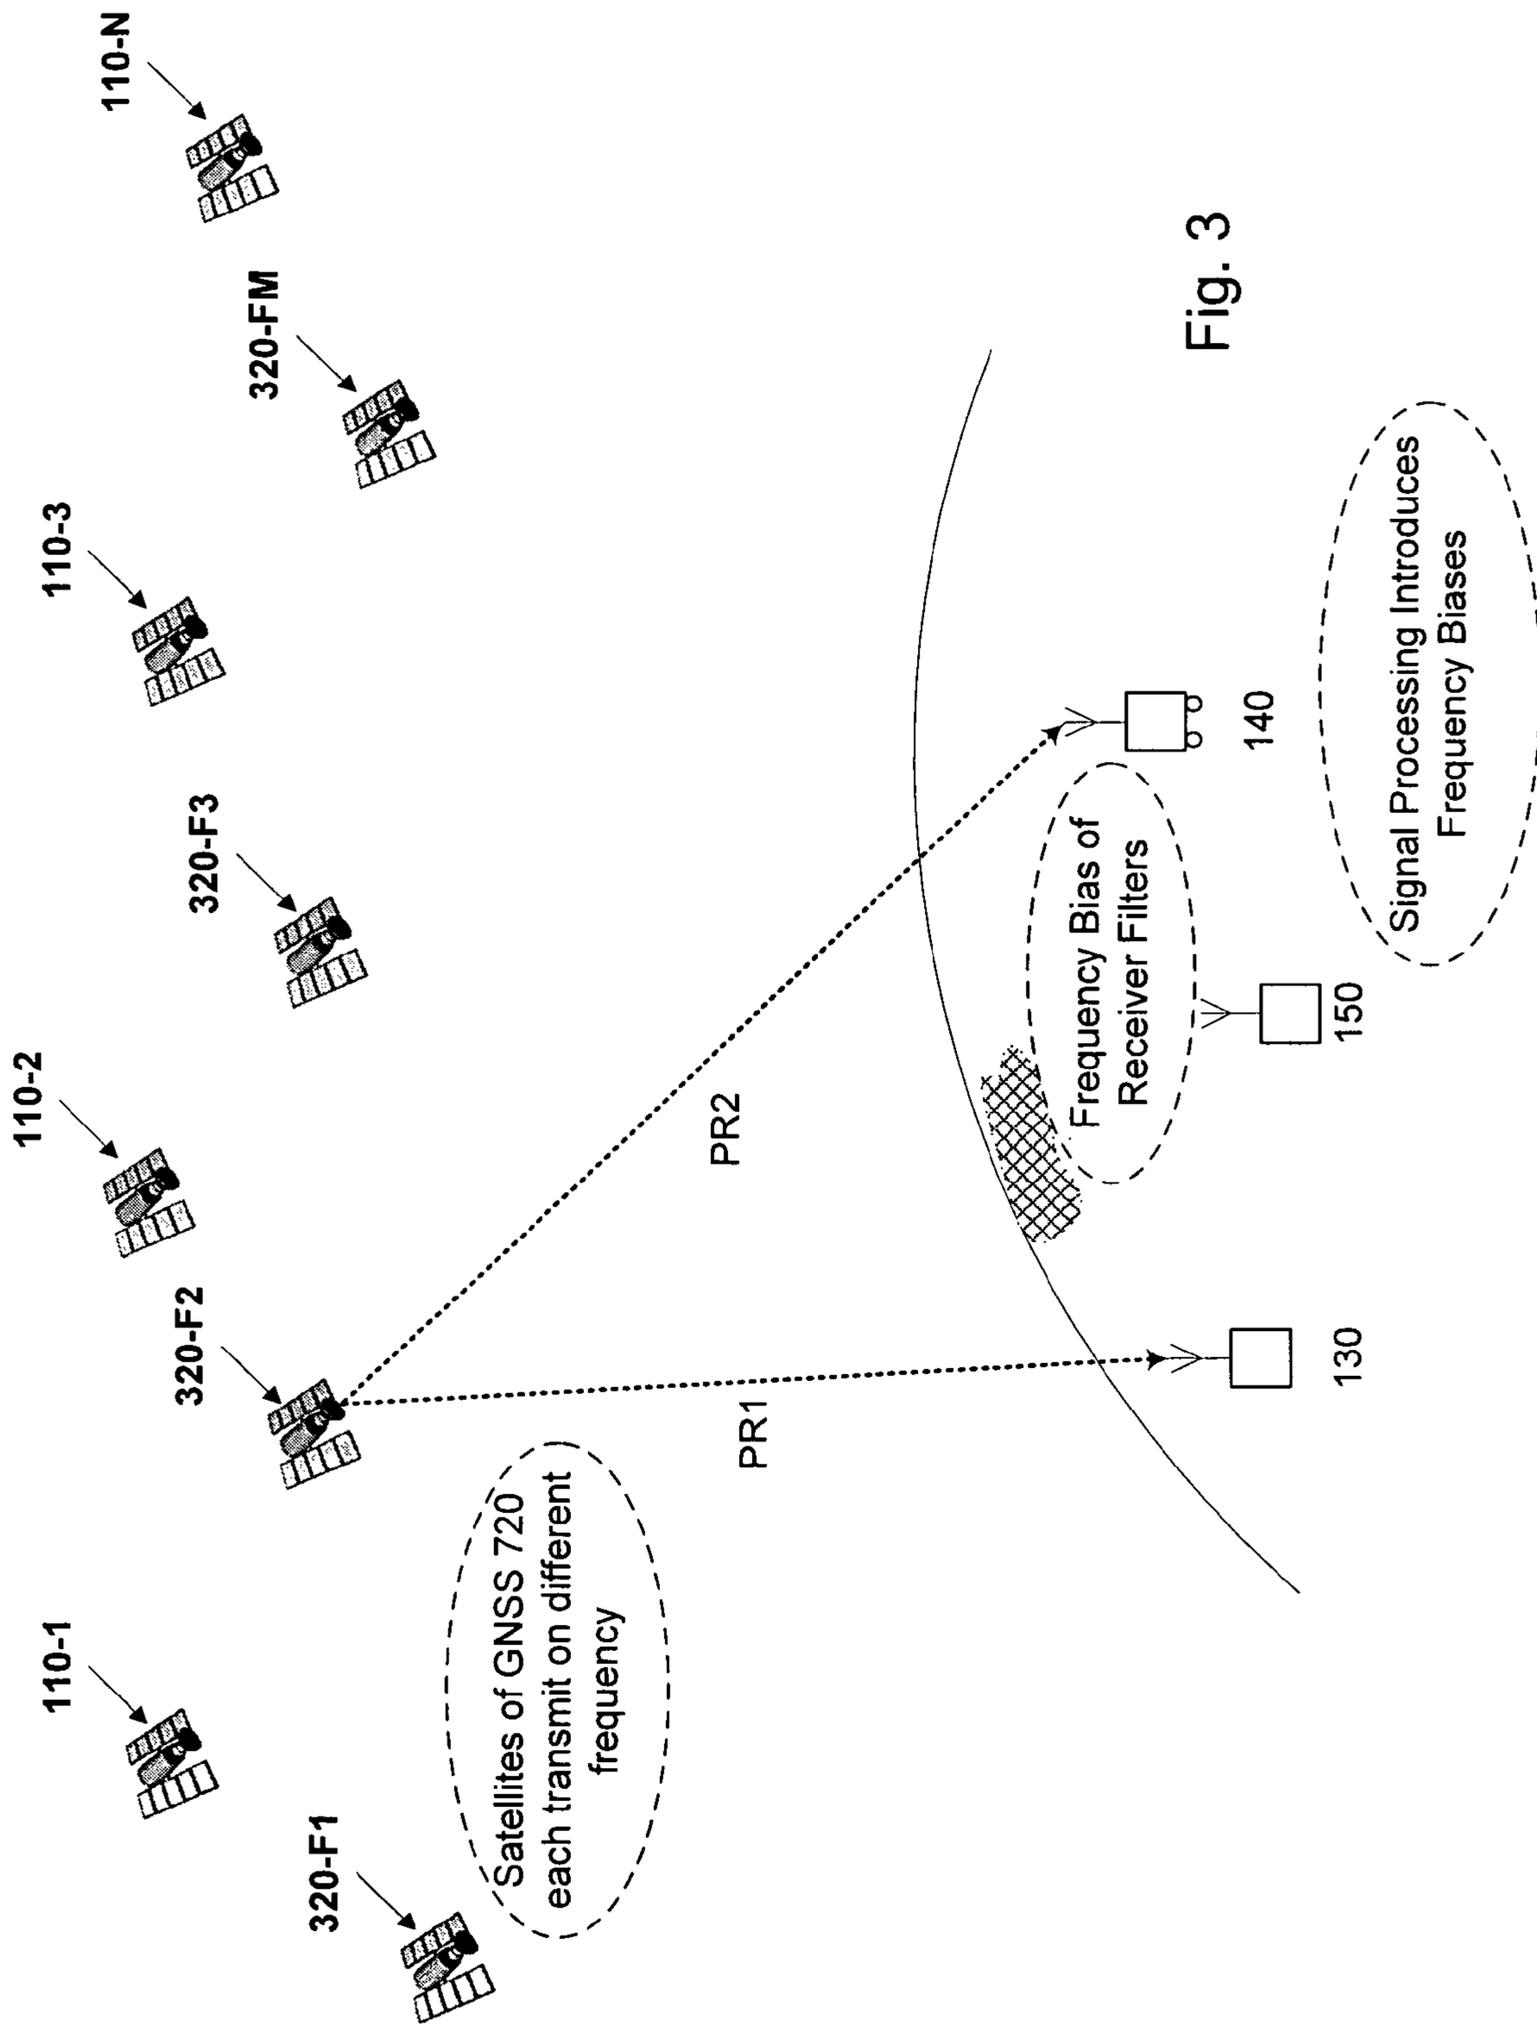 110-1
110-2
110-3
110-N
320-F1
320-F2
320-F3
320-FM
Satellites of GNSS 720
each transmit on different
frequency
PR1
PR2
Frequency Bias of
Receiver Filters
130
150
140
Signal Processing Introduces
Frequency Biases
Fig. 3